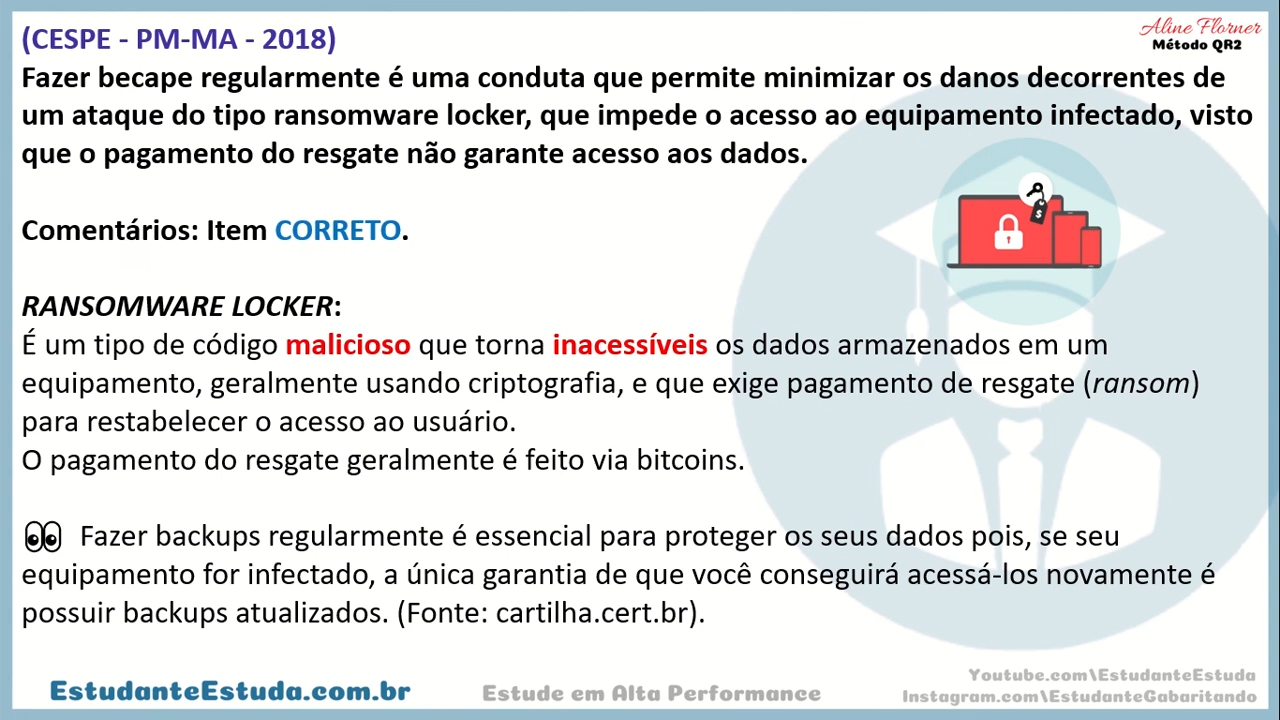 (CESPE - PM-MA - 2018)
Aline Florner
Método QR2
Fazer becape regularmente é uma conduta que permite minimizar os danos decorrentes de
um ataque do tipo ransomware locker, que impede o acesso ao equipamento infectado, visto
que o pagamento do resgate não garante acesso aos dados.
Comentários: Item CORRETO.
RANSOMWARE LOCKER:
É um tipo de código malicioso que torna inacessíveis os dados armazenados em um
equipamento, geralmente usando criptografia, e que exige pagamento de resgate (ransom)
para restabelecer o acesso ao usuário.
O pagamento do resgate geralmente é feito via bitcoins.
👀 Fazer backups regularmente é essencial para proteger os seus dados pois, se seu
equipamento for infectado, a única garantia de que você conseguirá acessá-los novamente é
possuir backups atualizados. (Fonte: cartilha.cert.br).
EstudanteEstuda.com.br
Estude em Alta Performance
Youtube.com\EstudanteEstuda
Instagram.com\EstudanteGabaritando